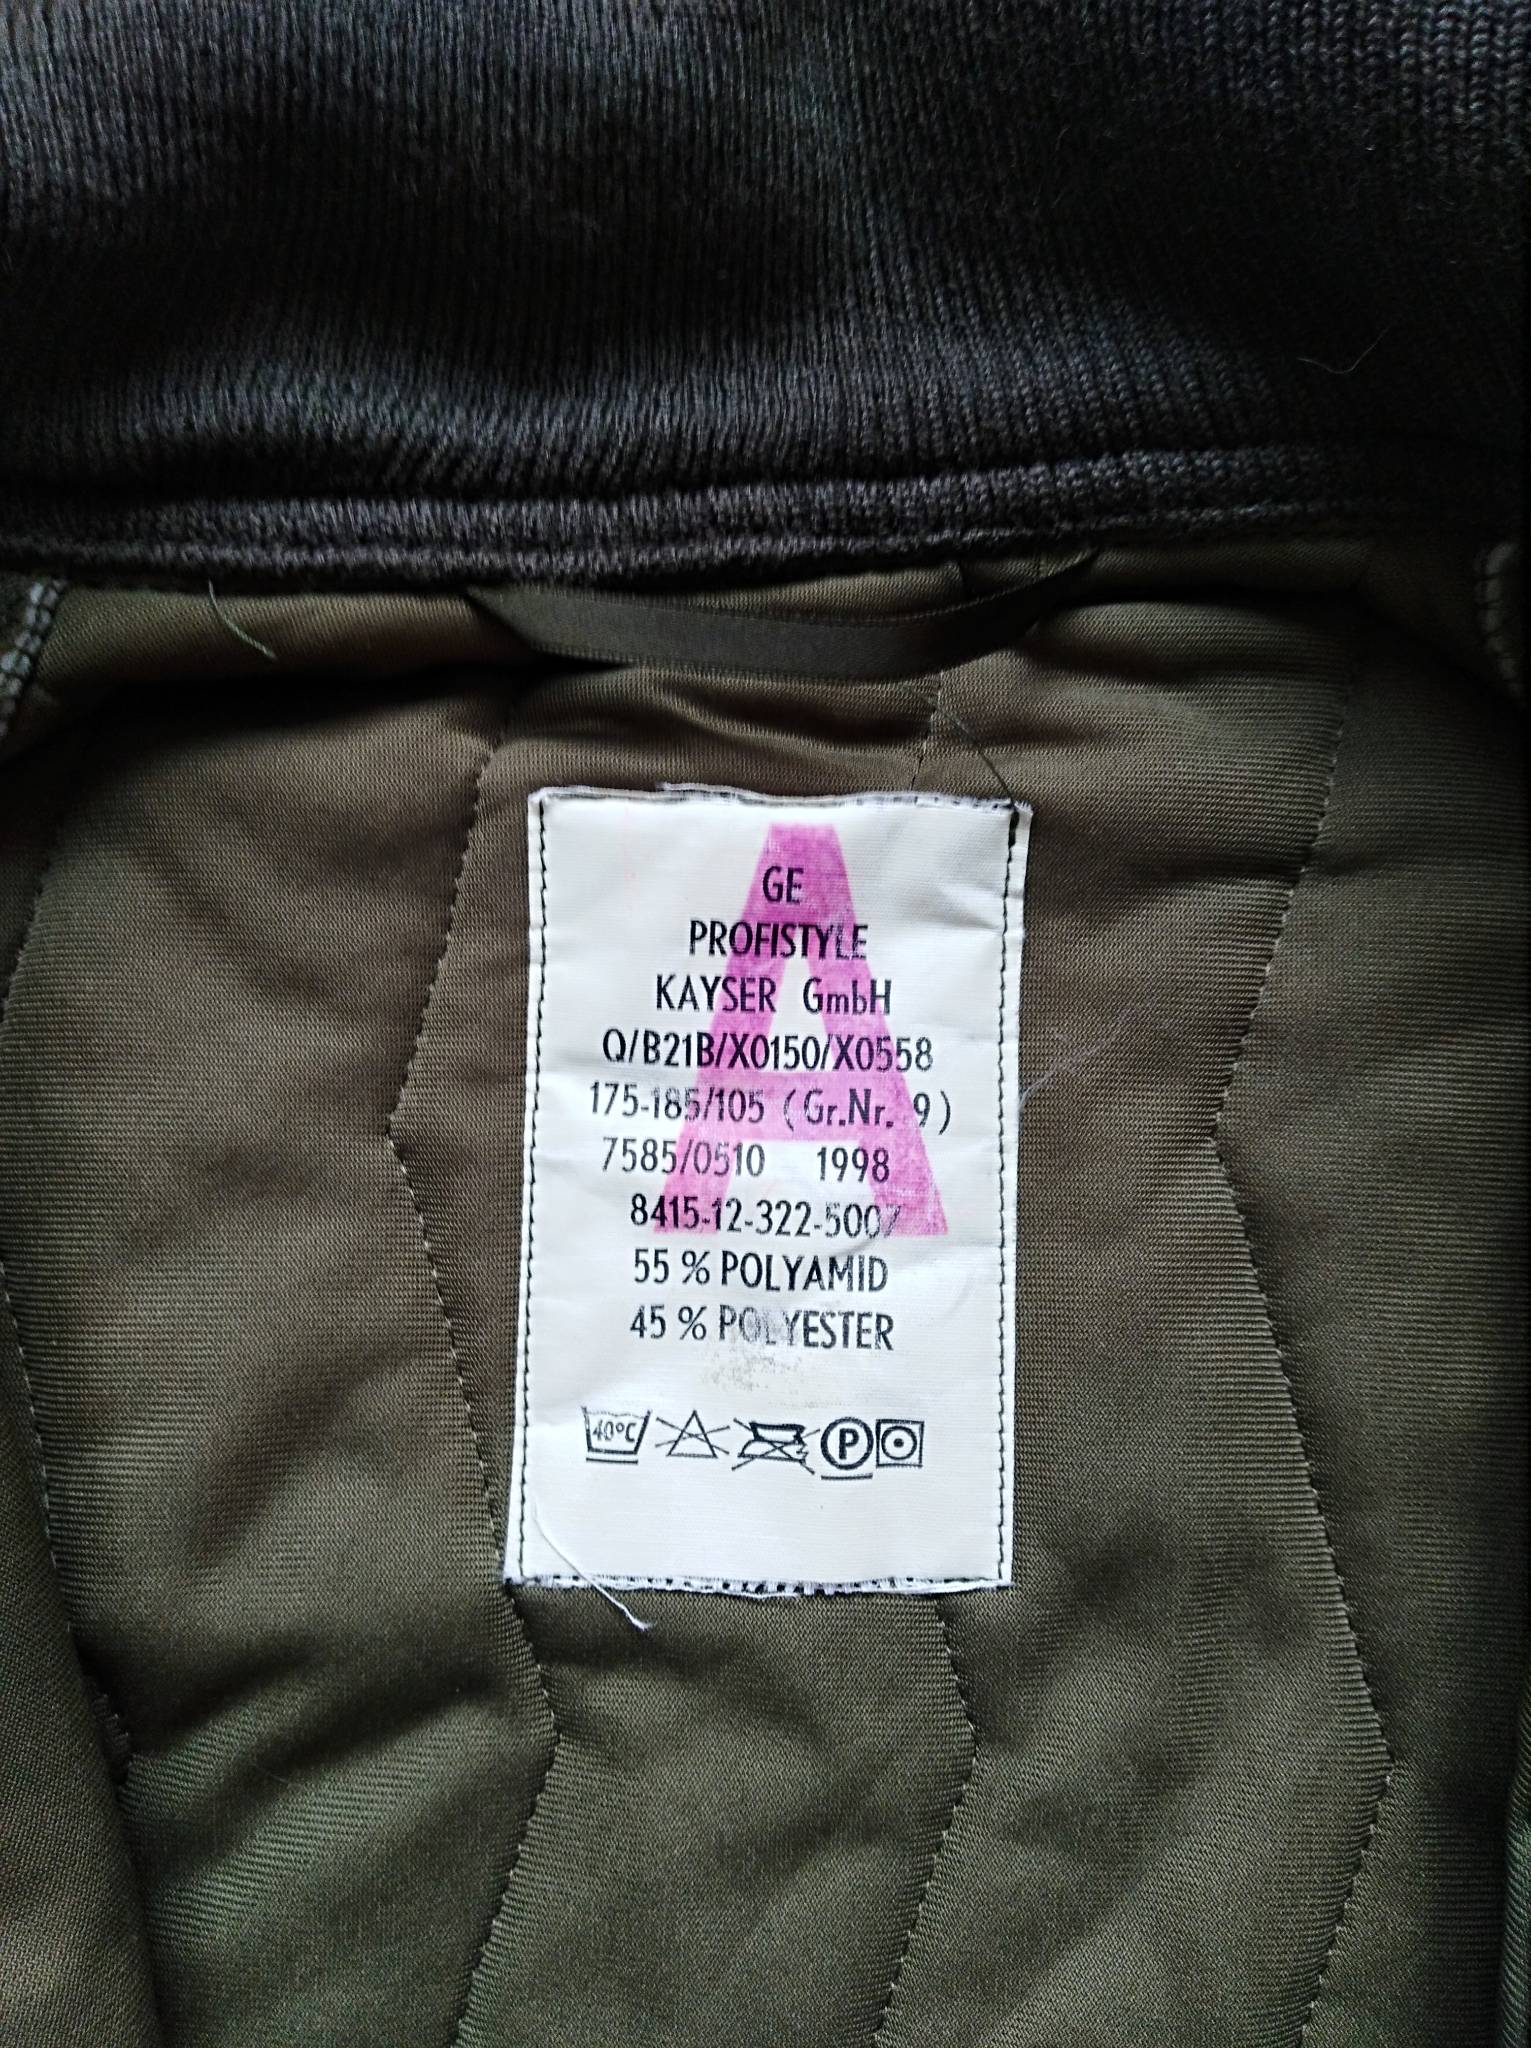 A
GE
PROFISTYLE
KAYSER GmbH
Q/B21B/X0150/X0558
175-185/105 (Gr.Nr. 9)
7585/0510 1998
8415-12-322-5007
55 % POLYAMID
45 % POLYESTER
40°C P